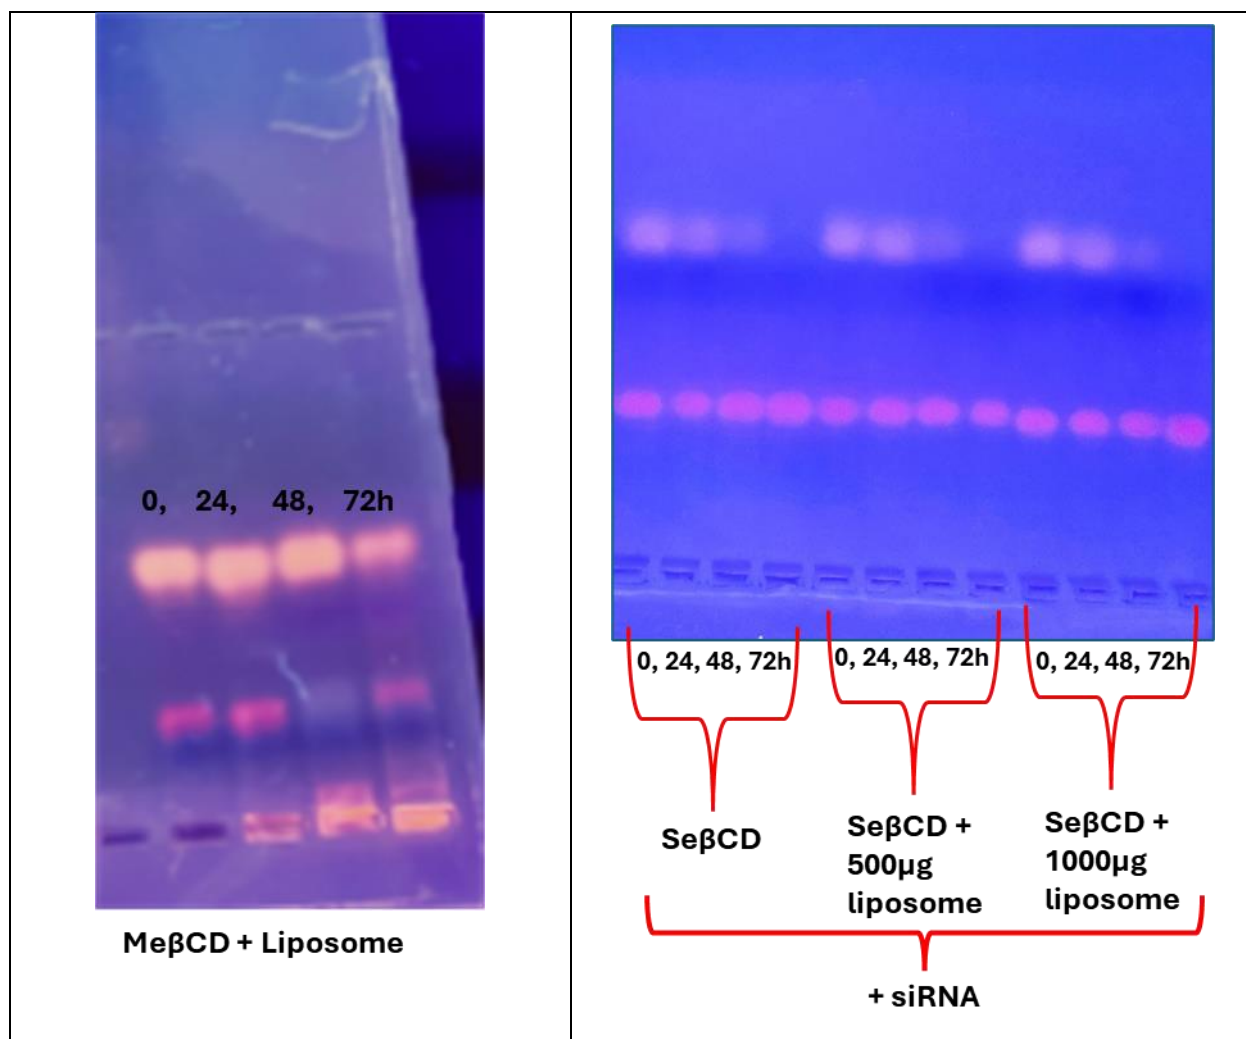 0, 24, 48, 72h
MeβCD + Liposome
0, 24, 48, 72h
0, 24, 48, 72h
0, 24, 48, 72h
SeβCD
SeβCD +
500µg
liposome
SeβCD +
1000µg
liposome
+ siRNA